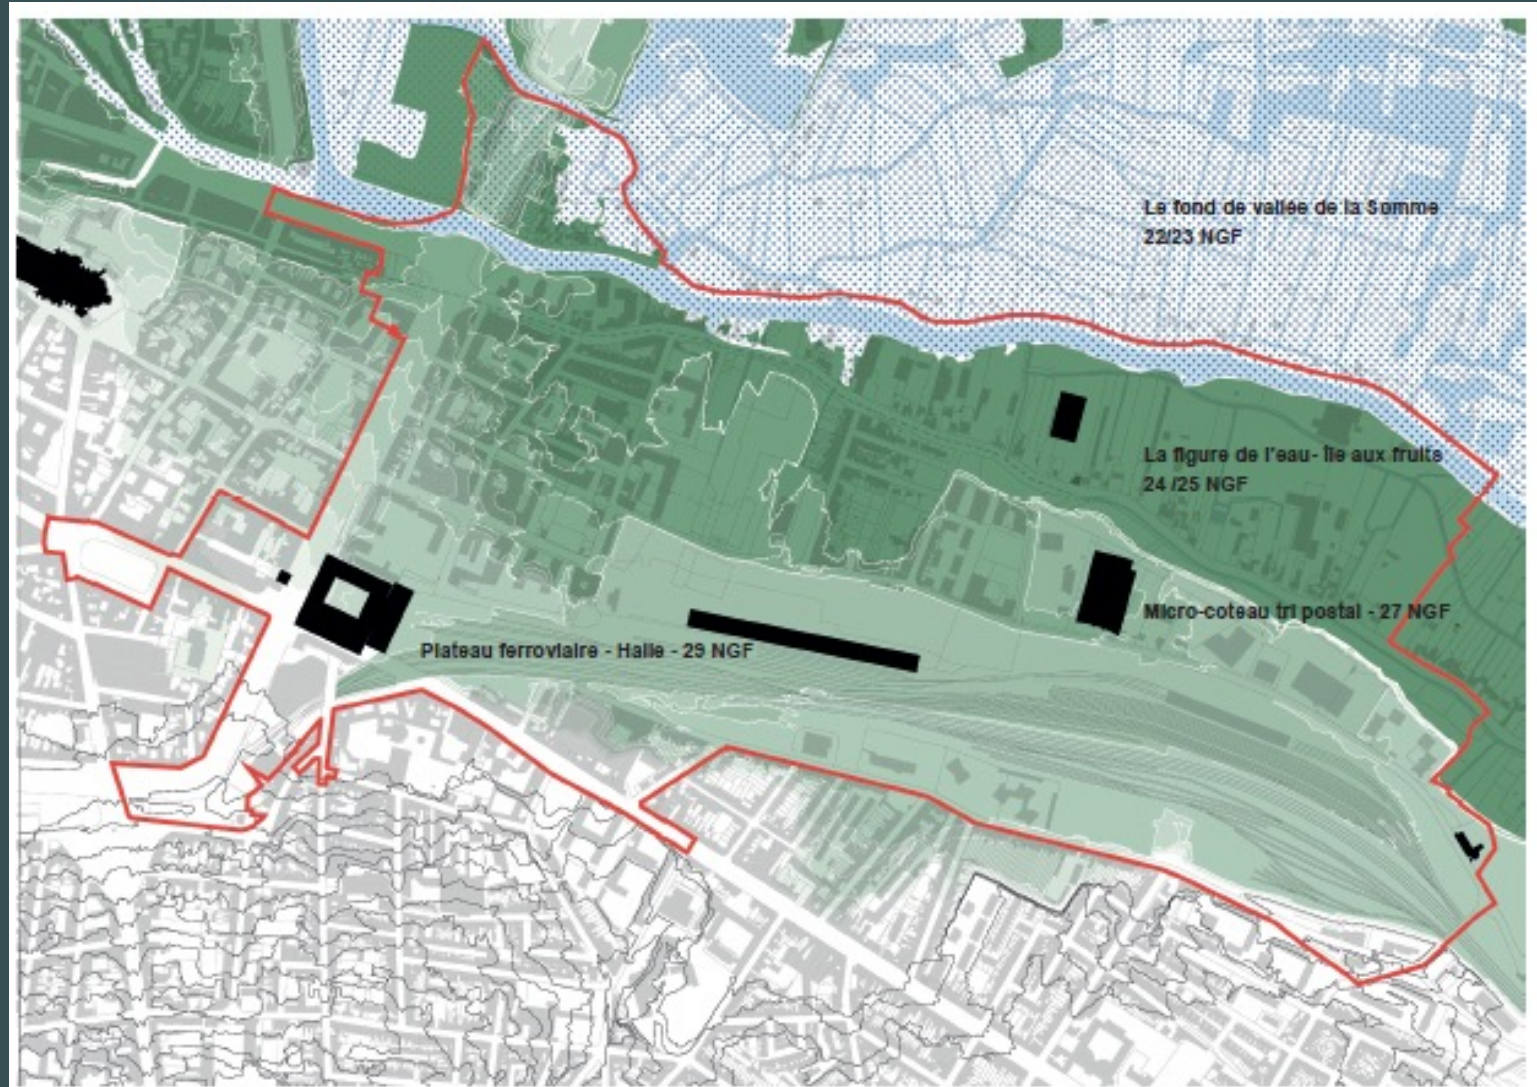 Le fond de vallée de la Somme
22/23 NGF
La figure de l'eau- Île aux fruits
24 /25 NGF
Micro-coteau tri postal - 27 NGF
Plateau ferroviaire - Halle - 29 NGF